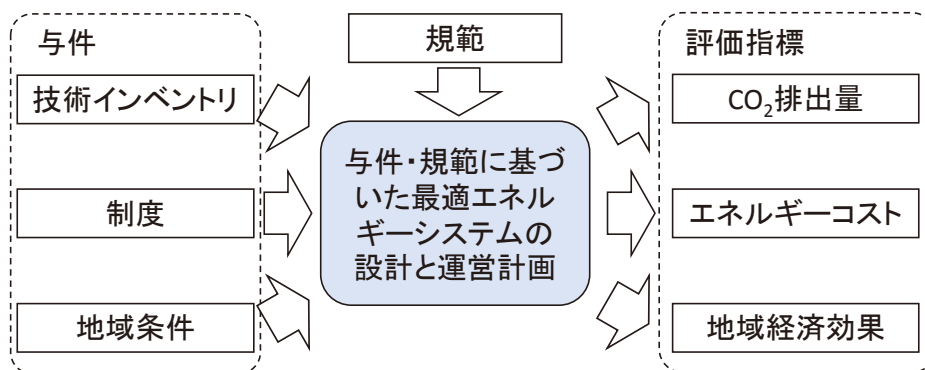 与件
技術インベントリ
制度
地域条件
規範
与件・規範に基づ
いた最適エネル
ギーシステムの
設計と運営計画
評価指標
CO₂排出量
エネルギーコスト
地域経済効果